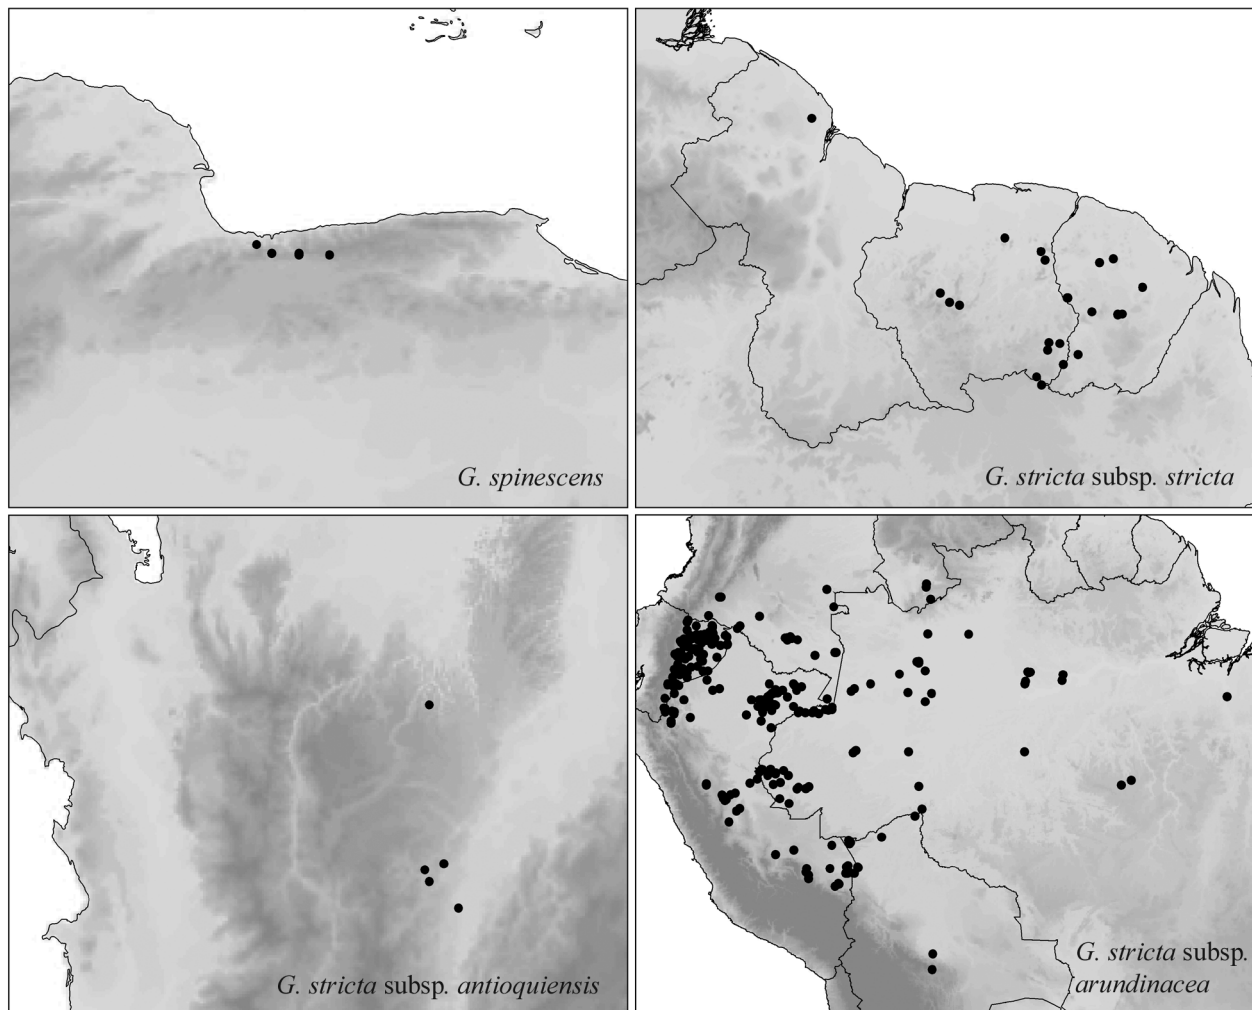 G. spinescens
G. stricta subsp. stricta
G. stricta subsp. antioquiensis
G. stricta subsp.
arundinacea